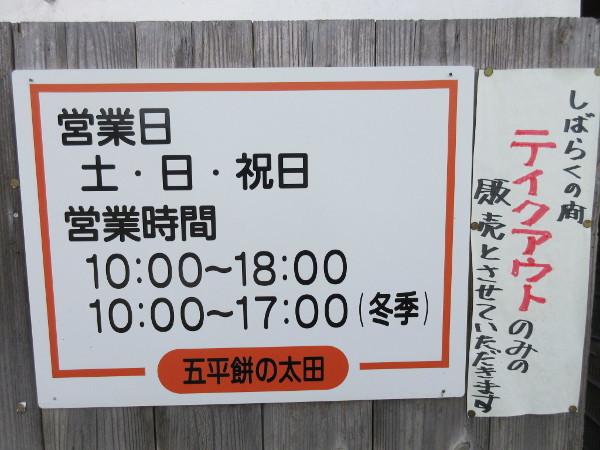 営業日
土・日・祝日
営業時間
10:00～18:00
10:00～17:00(冬季)
五平餅の太田
しばらくの間
テイクアウトのみの
販売とさせていただきます